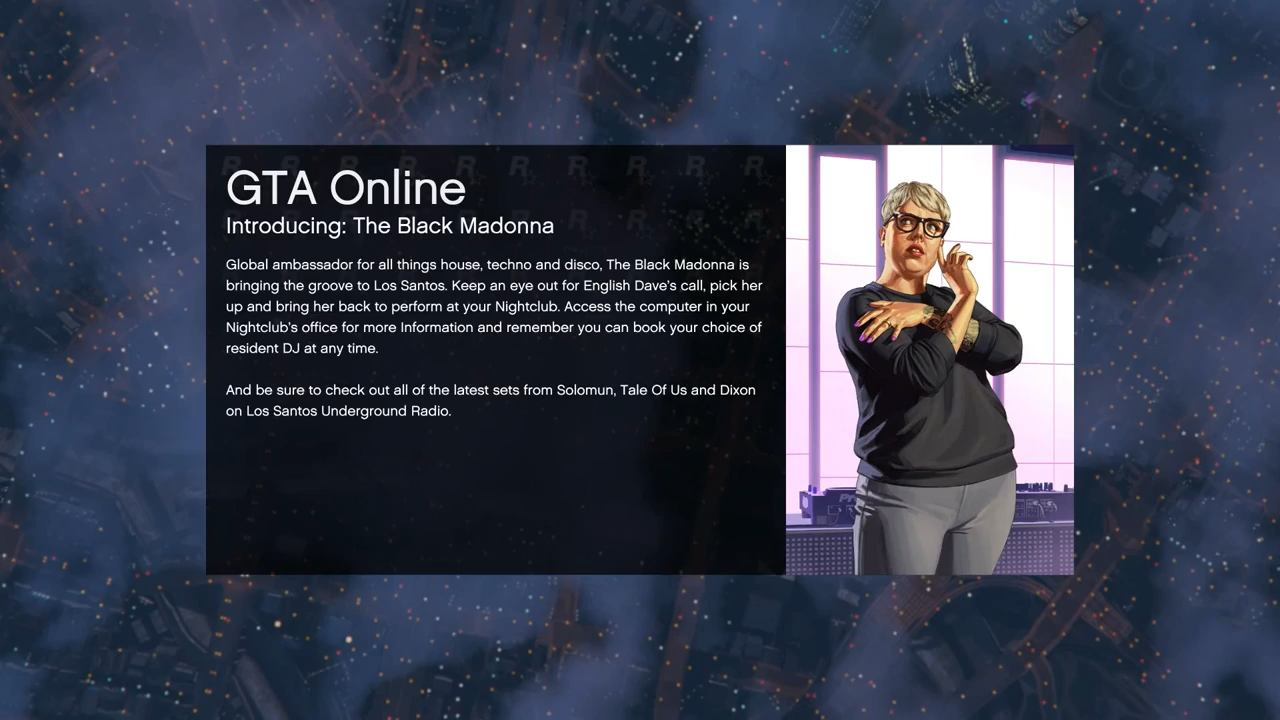 GTA Online
Introducing: The Black Madonna
Global ambassador for all things house, techno and disco, The Black Madonna is
bringing the groove to Los Santos. Keep an eye out for English Dave's call, pick her
up and bring her back to perform at your Nightclub. Access the computer in your
Nightclub's office for more Information and remember you can book your choice of
resident DJ at any time.
And be sure to check out all of the latest sets from Solomun, Tale Of Us and Dixon
on Los Santos Underground Radio.